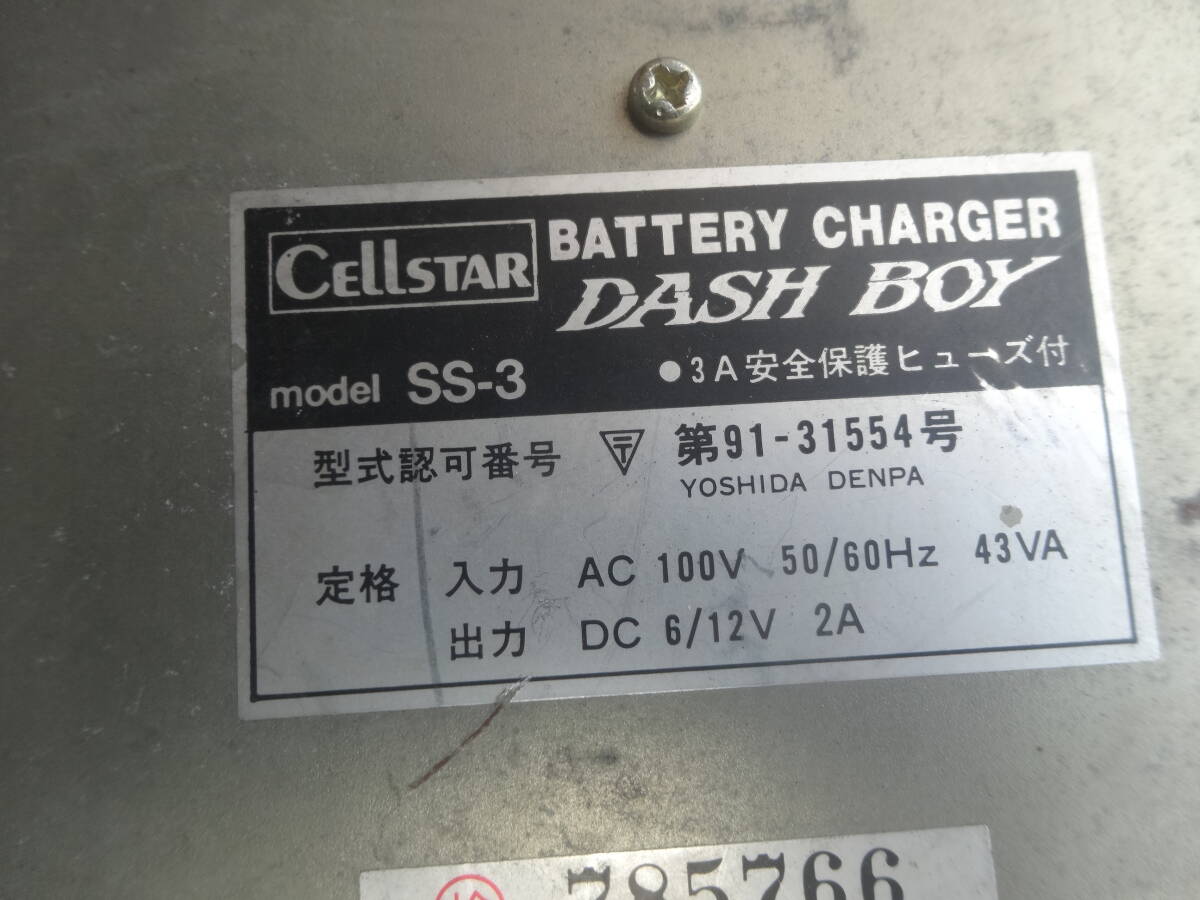 CELLSTAR BATTERY CHARGER
DASH BOY
model SS-3 ●3A安全保護ヒューズ付
型式認可番号 〒 第91-31554号
YOSHIDA DENPA
定格 入力 AC 100V 50/60Hz 43VA
出力 DC 6/12V 2A
785766